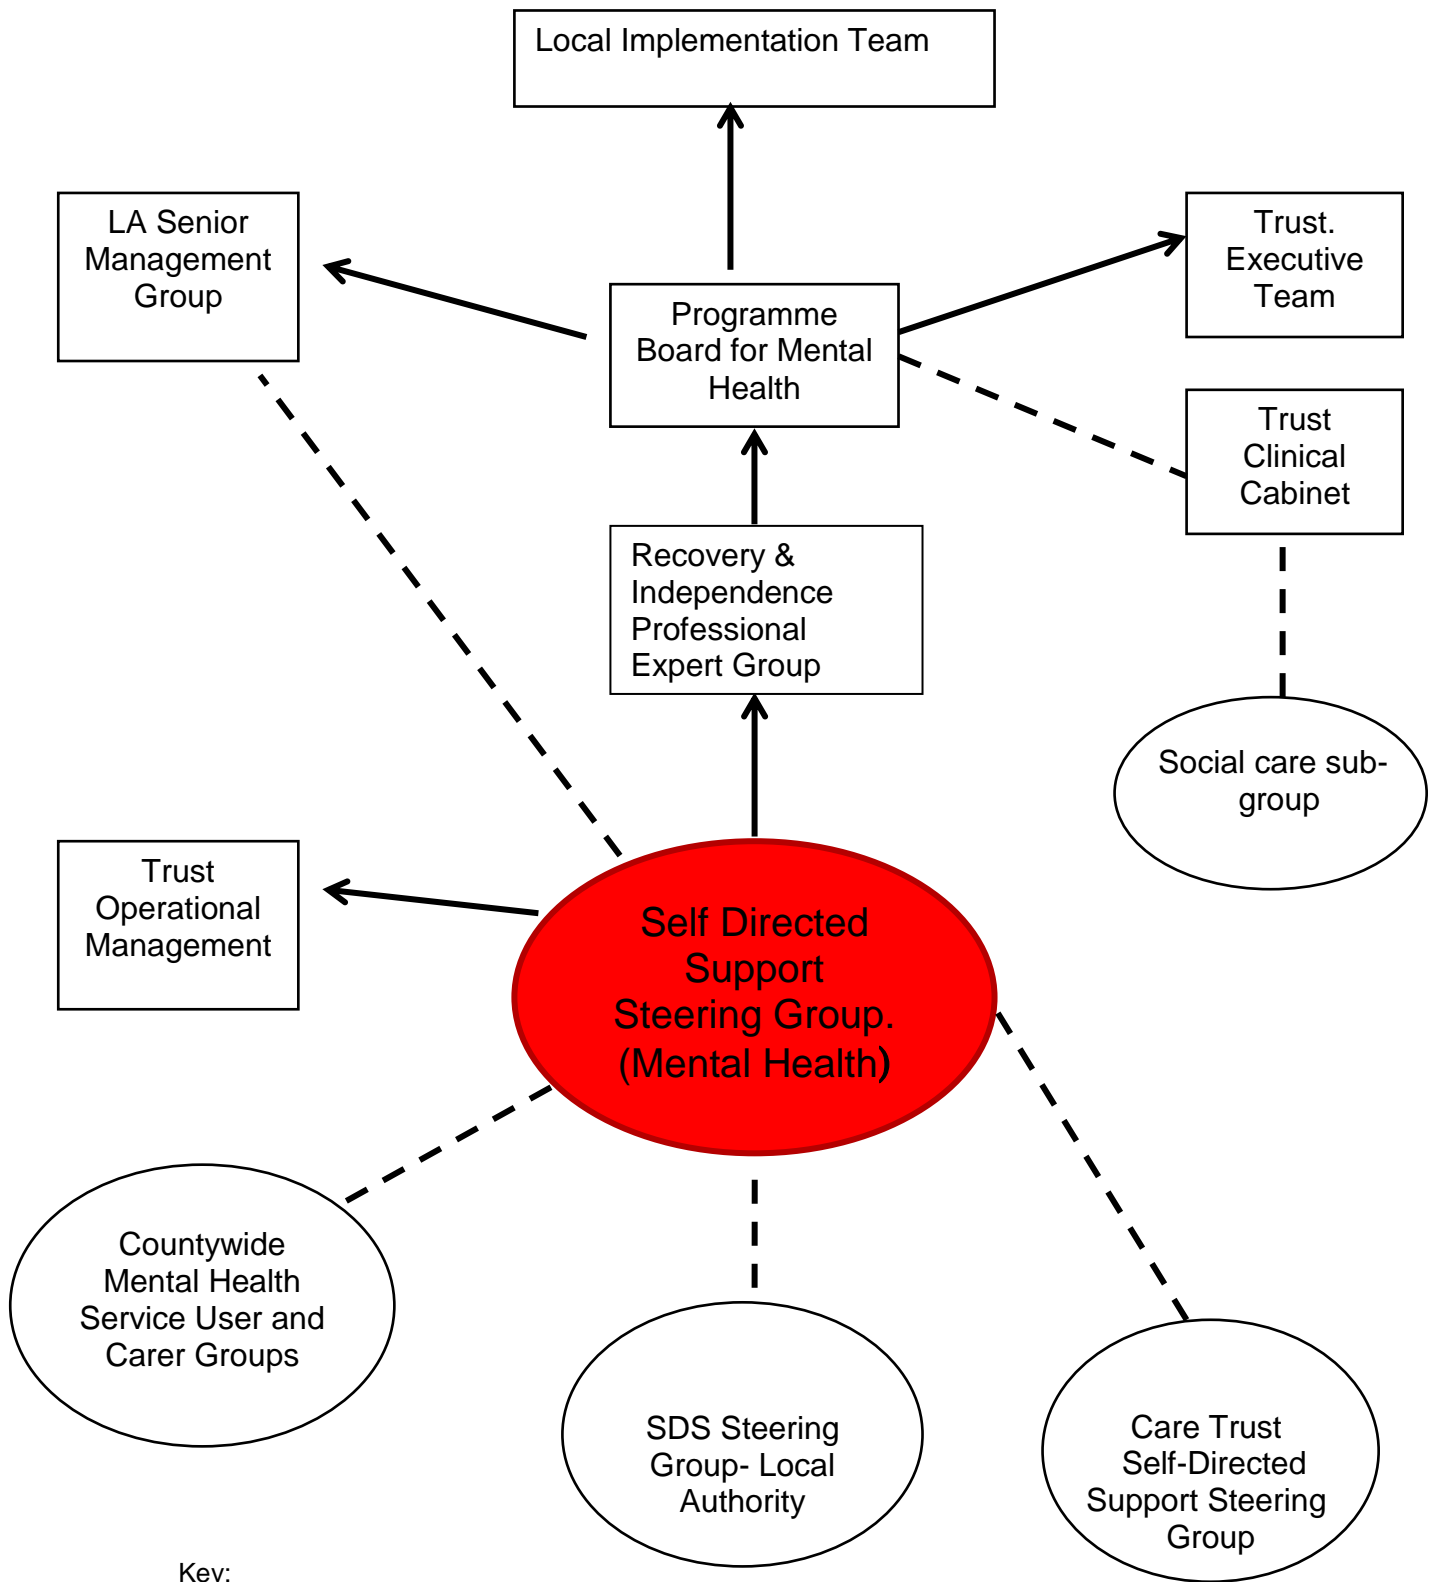 Local Implementation Team
LA Senior
Management
Group
Trust.
Executive
Team
Programme
Board for Mental
Health
Trust
Clinical
Cabinet
Recovery &
Independence
Professional
Expert Group
Social care sub-
group
Trust
Operational
Management
Self Directed
Support
Steering Group.
(Mental Health)
Countywide
Mental Health
Service User and
Carer Groups
SDS Steering
Group- Local
Authority
Care Trust
Self-Directed
Support Steering
Group
Key: